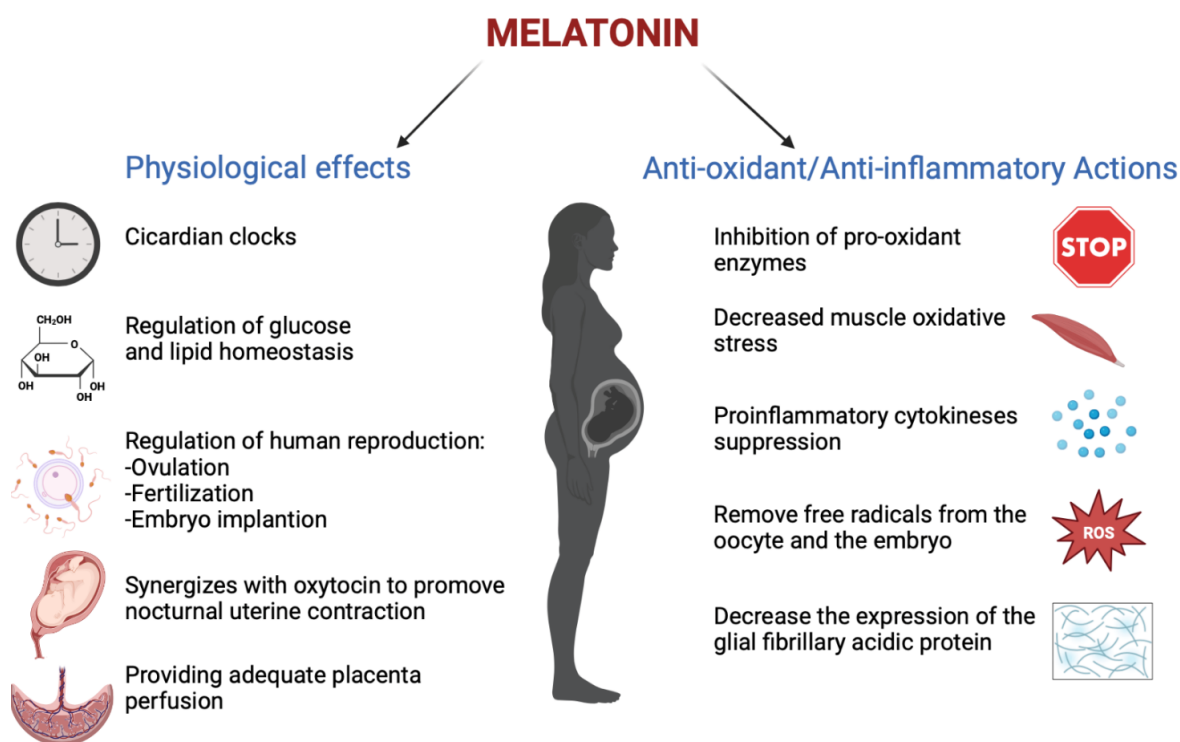 MELATONIN
Physiological effects
Cicardian clocks
CH₂OH
O
OH
OH
OH
OH
Regulation of glucose
and lipid homeostasis
Regulation of human reproduction:
-Ovulation
-Fertilization
-Embryo implantion
Synergizes with oxytocin to promote
nocturnal uterine contraction
Providing adequate placenta
perfusion
Anti-oxidant/Anti-inflammatory Actions
Inhibition of pro-oxidant
enzymes
STOP
Decreased muscle oxidative
stress
Proinflammatory cytokineses
suppression
Remove free radicals from the
oocyte and the embryo
ROS
Decrease the expression of the
glial fibrillary acidic protein